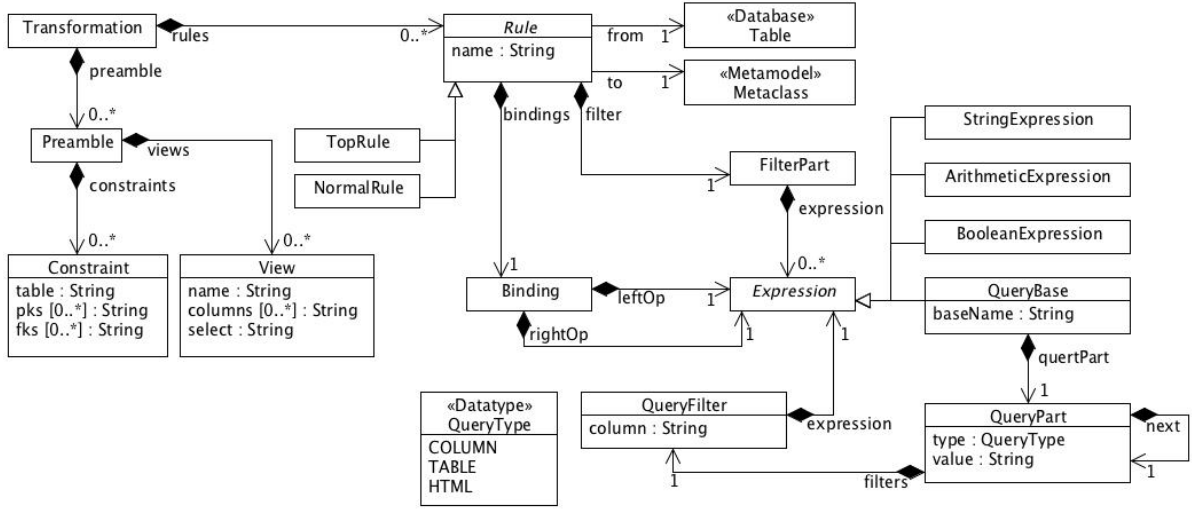 Transformation
rules
0..*
Rule
name : String
from
1
«Database»
Table
to
1
«Metamodel»
Metaclass
preamble
0..*
Preamble
views
constraints
0..*
0..*
TopRule
NormalRule
bindings
filter
1
FilterPart
expression
0..*
StringExpression
ArithmeticExpression
BooleanExpression
Constraint
table : String
pks [0..*] : String
fks [0..*] : String
View
name : String
columns [0..*] : String
select : String
1
Binding
leftOp
1
rightOp
1
Expression
1
QueryBase
baseName : String
quertPart
1
«Datatype»
QueryType
COLUMN
TABLE
HTML
QueryFilter
column : String
expression
1
filters
QueryPart
type : QueryType
value : String
next
1